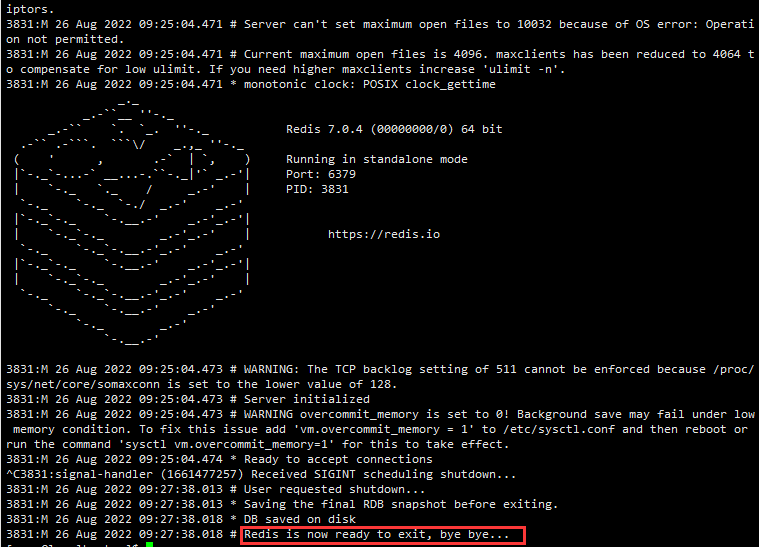 iptors.
3831:M 26 Aug 2022 09:25:04.471 # Server can't set maximum open files to 10032 because of OS error: Operati
on not permitted.
3831:M 26 Aug 2022 09:25:04.471 # Current maximum open files is 4096. maxclients has been reduced to 4064 t
o compensate for low ulimit. If you need higher maxclients increase 'ulimit -n'.
3831:M 26 Aug 2022 09:25:04.471 * monotonic clock: POSIX clock_gettime
Redis 7.0.4 (00000000/0) 64 bit
Running in standalone mode
Port: 6379
PID: 3831
https://redis.io
3831:M 26 Aug 2022 09:25:04.473 # WARNING: The TCP backlog setting of 511 cannot be enforced because /proc/
sys/net/core/somaxconn is set to the lower value of 128.
3831:M 26 Aug 2022 09:25:04.473 # Server initialized
3831:M 26 Aug 2022 09:25:04.473 # WARNING overcommit_memory is set to 0! Background save may fail under low
 memory condition. To fix this issue add 'vm.overcommit_memory = 1' to /etc/sysctl.conf and then reboot or
run the command 'sysctl vm.overcommit_memory=1' for this to take effect.
3831:M 26 Aug 2022 09:25:04.474 * Ready to accept connections
^C3831:signal-handler (1661477257) Received SIGINT scheduling shutdown...
3831:M 26 Aug 2022 09:27:38.013 # User requested shutdown...
3831:M 26 Aug 2022 09:27:38.013 * Saving the final RDB snapshot before exiting.
3831:M 26 Aug 2022 09:27:38.018 * DB saved on disk
3831:M 26 Aug 2022 09:27:38.018 # Redis is now ready to exit, bye bye...